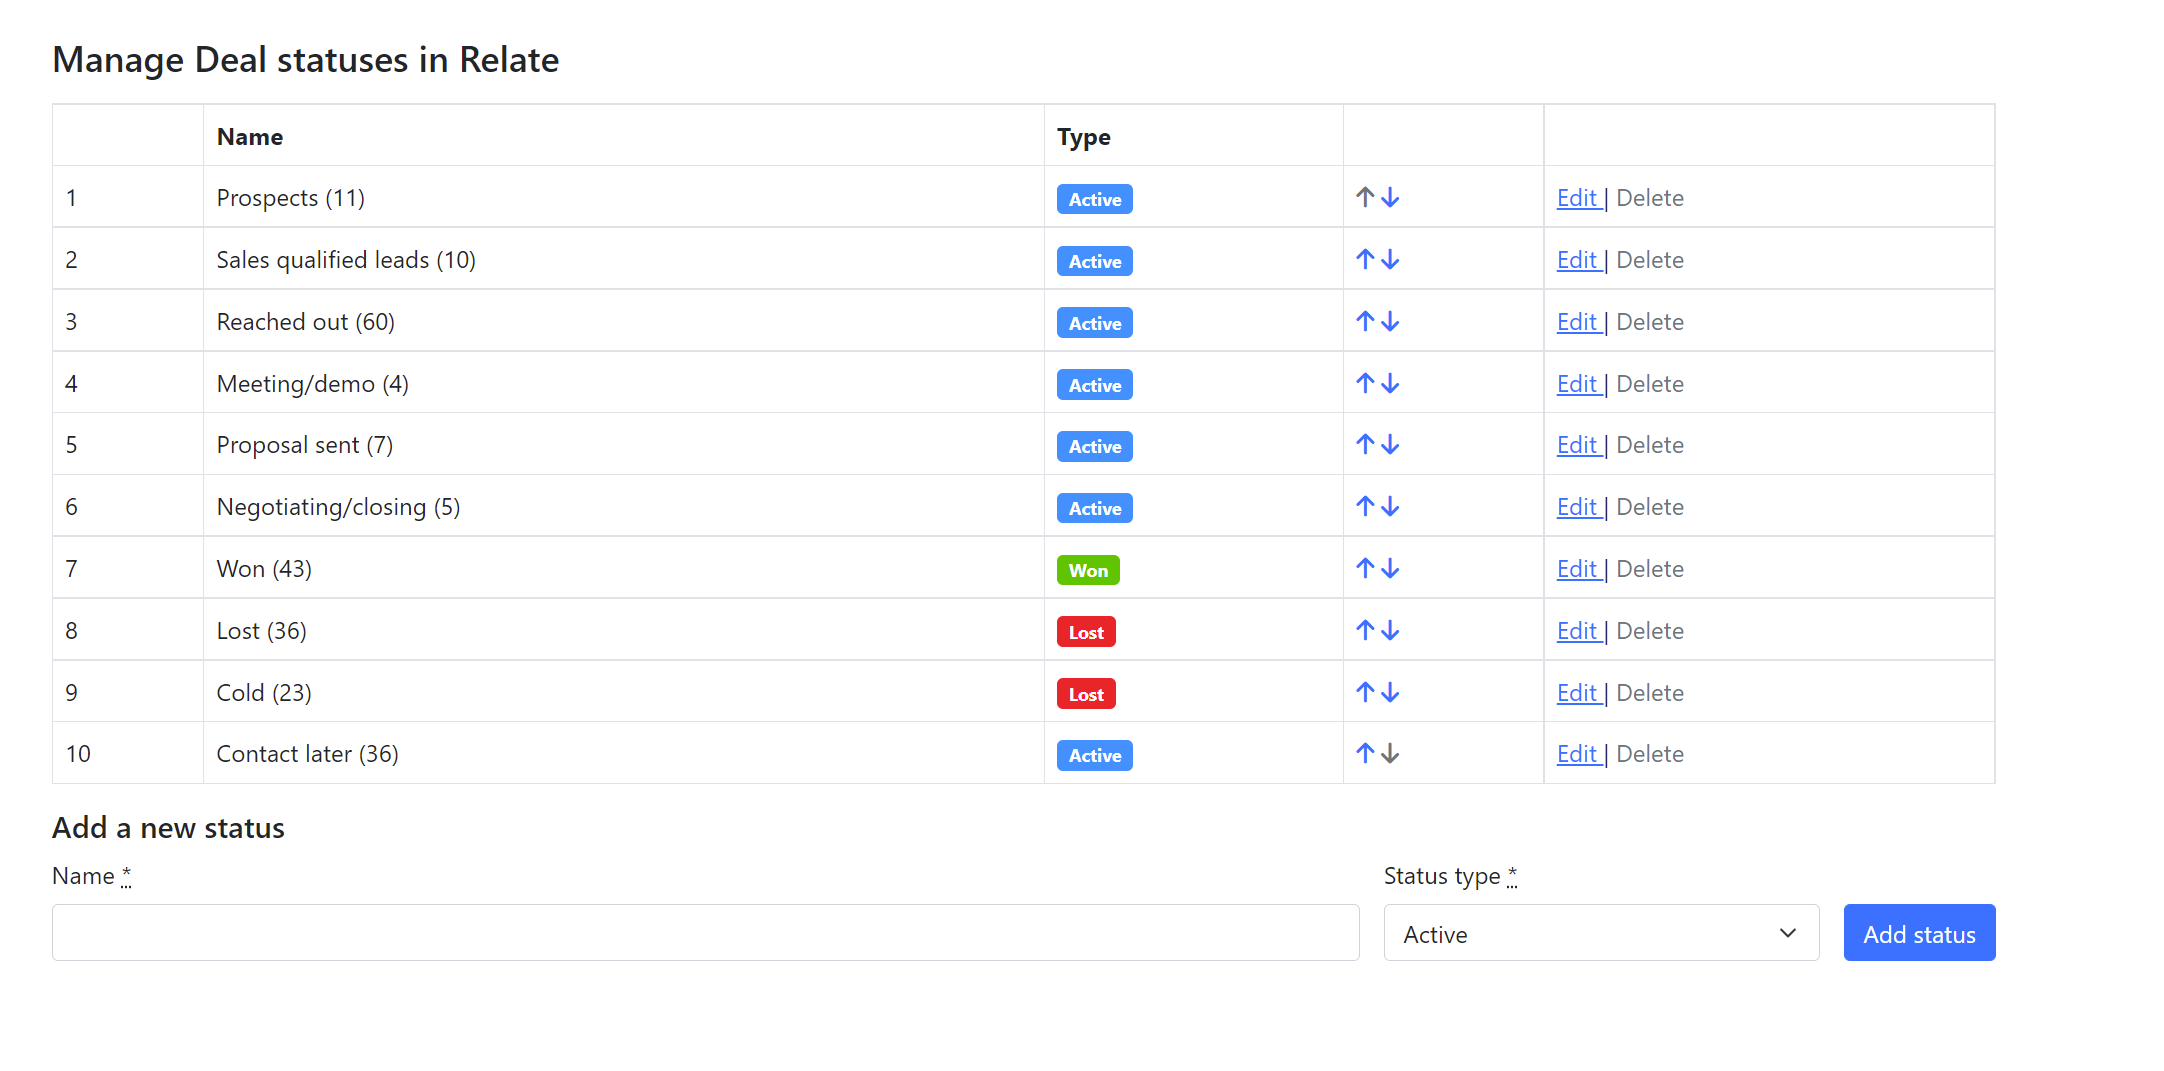 Manage Deal statuses in Relate
Name Type
1 Prospects (11) Active Edit | Delete
2 Sales qualified leads (10) Active Edit | Delete
3 Reached out (60) Active Edit | Delete
4 Meeting/demo (4) Active Edit | Delete
5 Proposal sent (7) Active Edit | Delete
6 Negotiating/closing (5) Active Edit | Delete
7 Won (43) Won Edit | Delete
8 Lost (36) Lost Edit | Delete
9 Cold (23) Lost Edit | Delete
10 Contact later (36) Active Edit | Delete
Add a new status
Name * Status type *
Active Add status